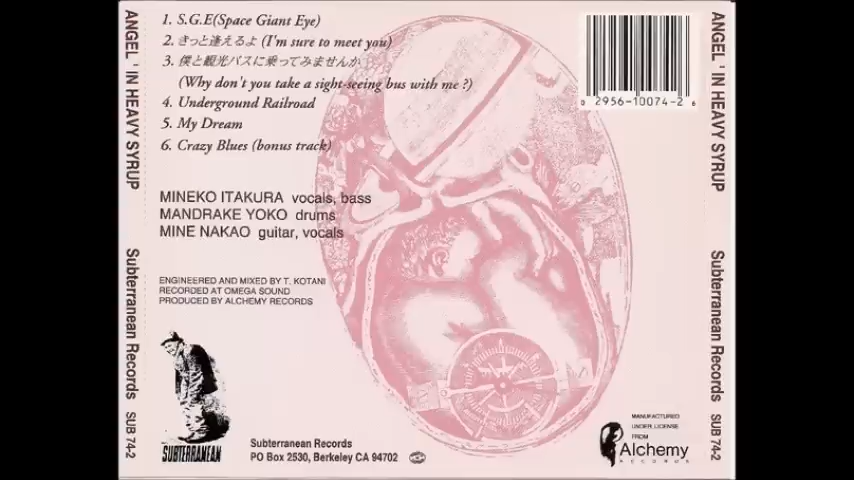 1. S.G.E(Space Giant Eye)
2. きっと逢えるよ (I'm sure to meet you)
3. 僕と観光バスに乗ってみませんか
(Why don't you take a sight-seeing bus with me ?)
4. Underground Railroad
5. My Dream
6. Crazy Blues (bonus track)
MINEKO ITAKURA vocals, bass
MANDRAKE YOKO drums
MINE NAKAO guitar, vocals
ENGINEERED AND MIXED BY T. KOTANI
RECORDED AT OMEGA SOUND
PRODUCED BY ALCHEMY RECORDS
SUBTERRANEAN
Subterranean Records
PO Box 2530, Berkeley CA 94702
0 2956-10074-2 6
MANUFACTURED
UNDER LICENSE
FROM
Alchemy
RECORDS
ANGEL ' IN HEAVY SYRUP
Subterranean Records
SUB 74-2
ANGEL ' IN HEAVY SYRUP
Subterranean Records
SUB 74-2